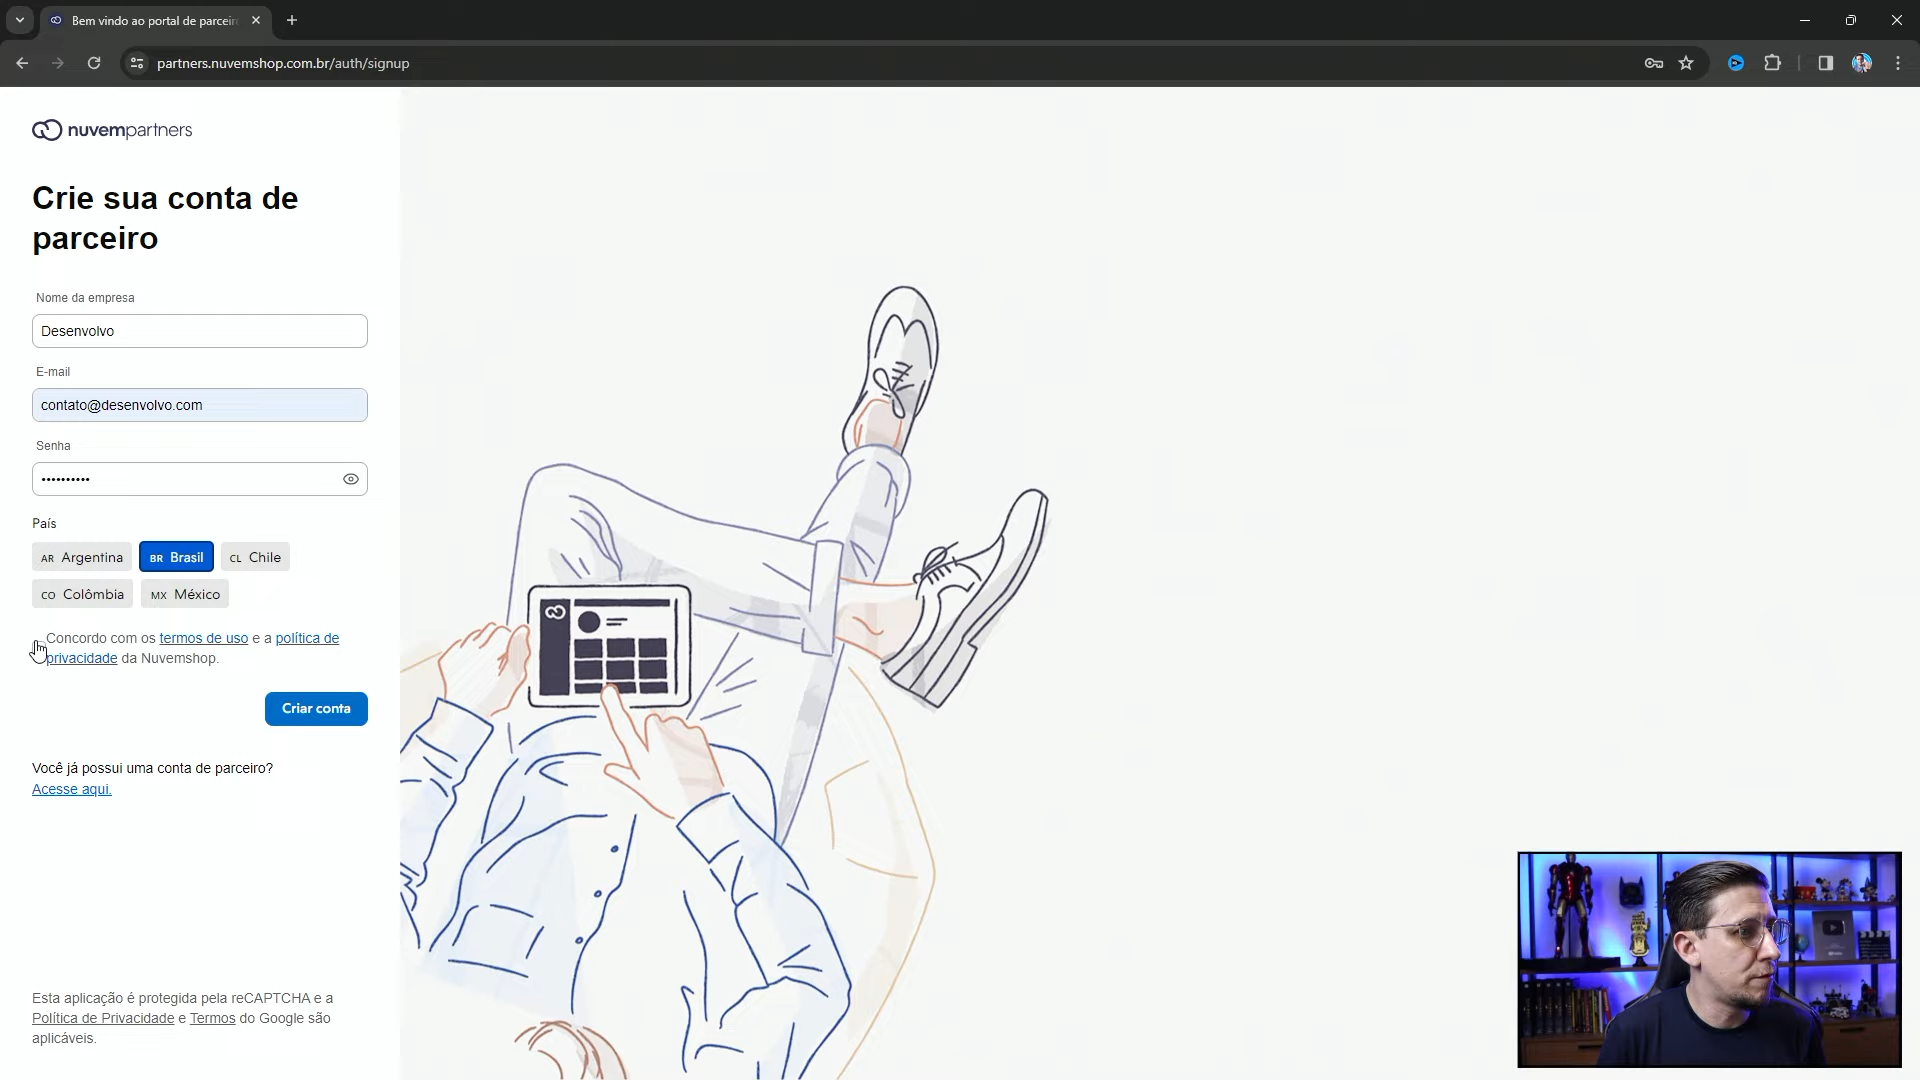 Bem vindo ao portal de parceir
partners.nuvemshop.com.br/auth/signup
nuvempartners
Crie sua conta de
parceiro
Nome da empresa
Desenvolvo
E-mail
contato@desenvolvo.com
Senha
••••••••••
País
AR Argentina
BR Brasil
CL Chile
CO Colômbia
MX México
Concordo com os termos de uso e a política de
privacidade da Nuvemshop.
Criar conta
Você já possui uma conta de parceiro?
Acesse aqui.
Esta aplicação é protegida pela reCAPTCHA e a
Política de Privacidade e Termos do Google são
aplicáveis.